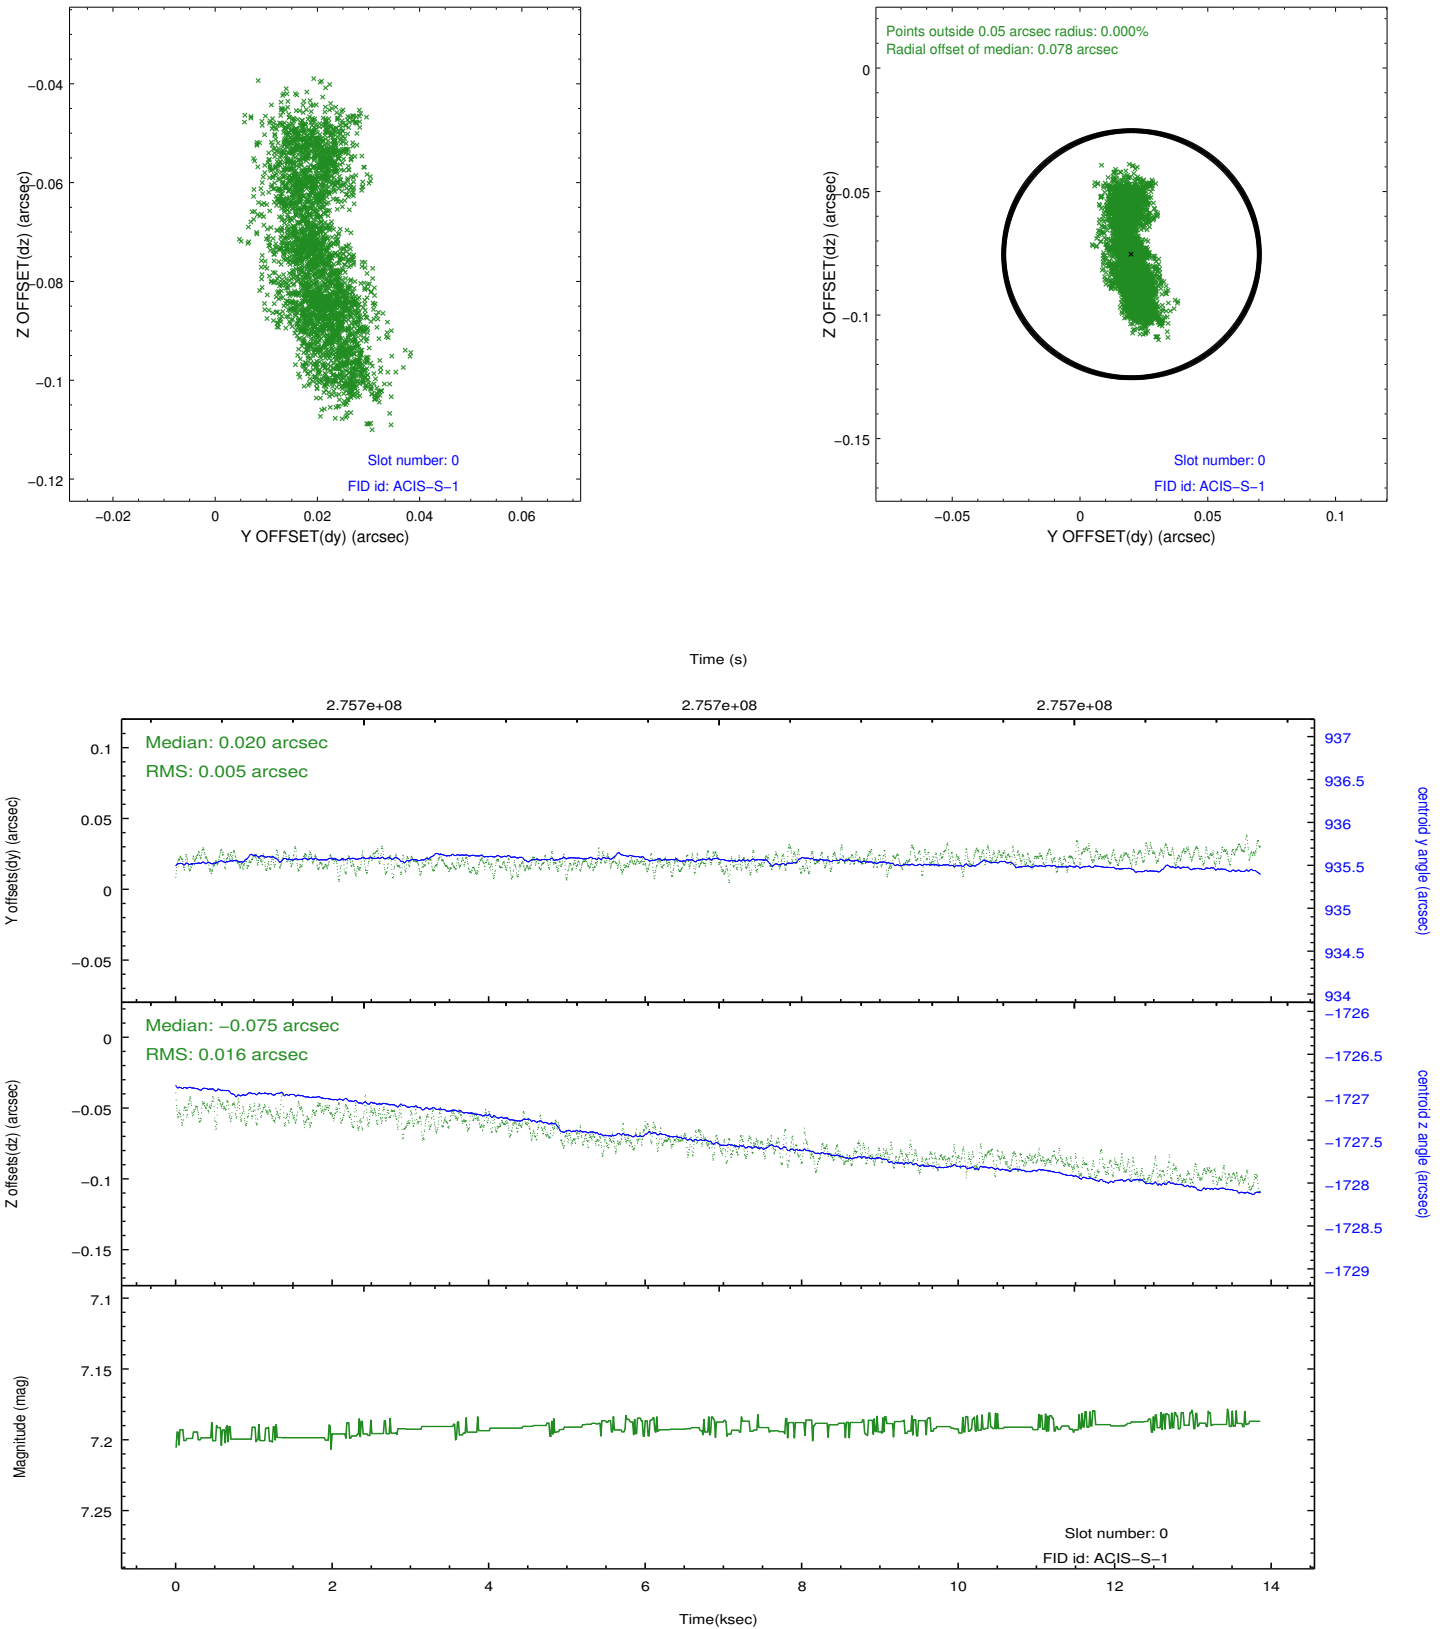 −0.04
−0.06
−0.08
−0.1
−0.12
Z OFFSET(dz) (arcsec)
Slot number: 0
FID id: ACIS−S−1
−0.02
0
0.02
0.04
0.06
Y OFFSET(dy) (arcsec)
Points outside 0.05 arcsec radius: 0.000%
Radial offset of median: 0.078 arcsec
0
−0.05
−0.1
−0.15
Z OFFSET(dz) (arcsec)
Slot number: 0
FID id: ACIS−S−1
−0.05
0
0.05
0.1
Y OFFSET(dy) (arcsec)
Time (s)
2.757e+08
2.757e+08
2.757e+08
Median: 0.020 arcsec
RMS: 0.005 arcsec
0.1
0.05
0
−0.05
Y offsets(dy) (arcsec)
937
936.5
936
935.5
935
934.5
934
centroid y angle (arcsec)
Median: −0.075 arcsec
RMS: 0.016 arcsec
0
−0.05
−0.1
−0.15
Z offsets(dz) (arcsec)
−1726
−1726.5
−1727
−1727.5
−1728
−1728.5
−1729
centroid z angle (arcsec)
7.1
7.15
7.2
7.25
Magnitude (mag)
Slot number: 0
FID id: ACIS−S−1
0
2
4
6
8
10
12
14
Time(ksec)